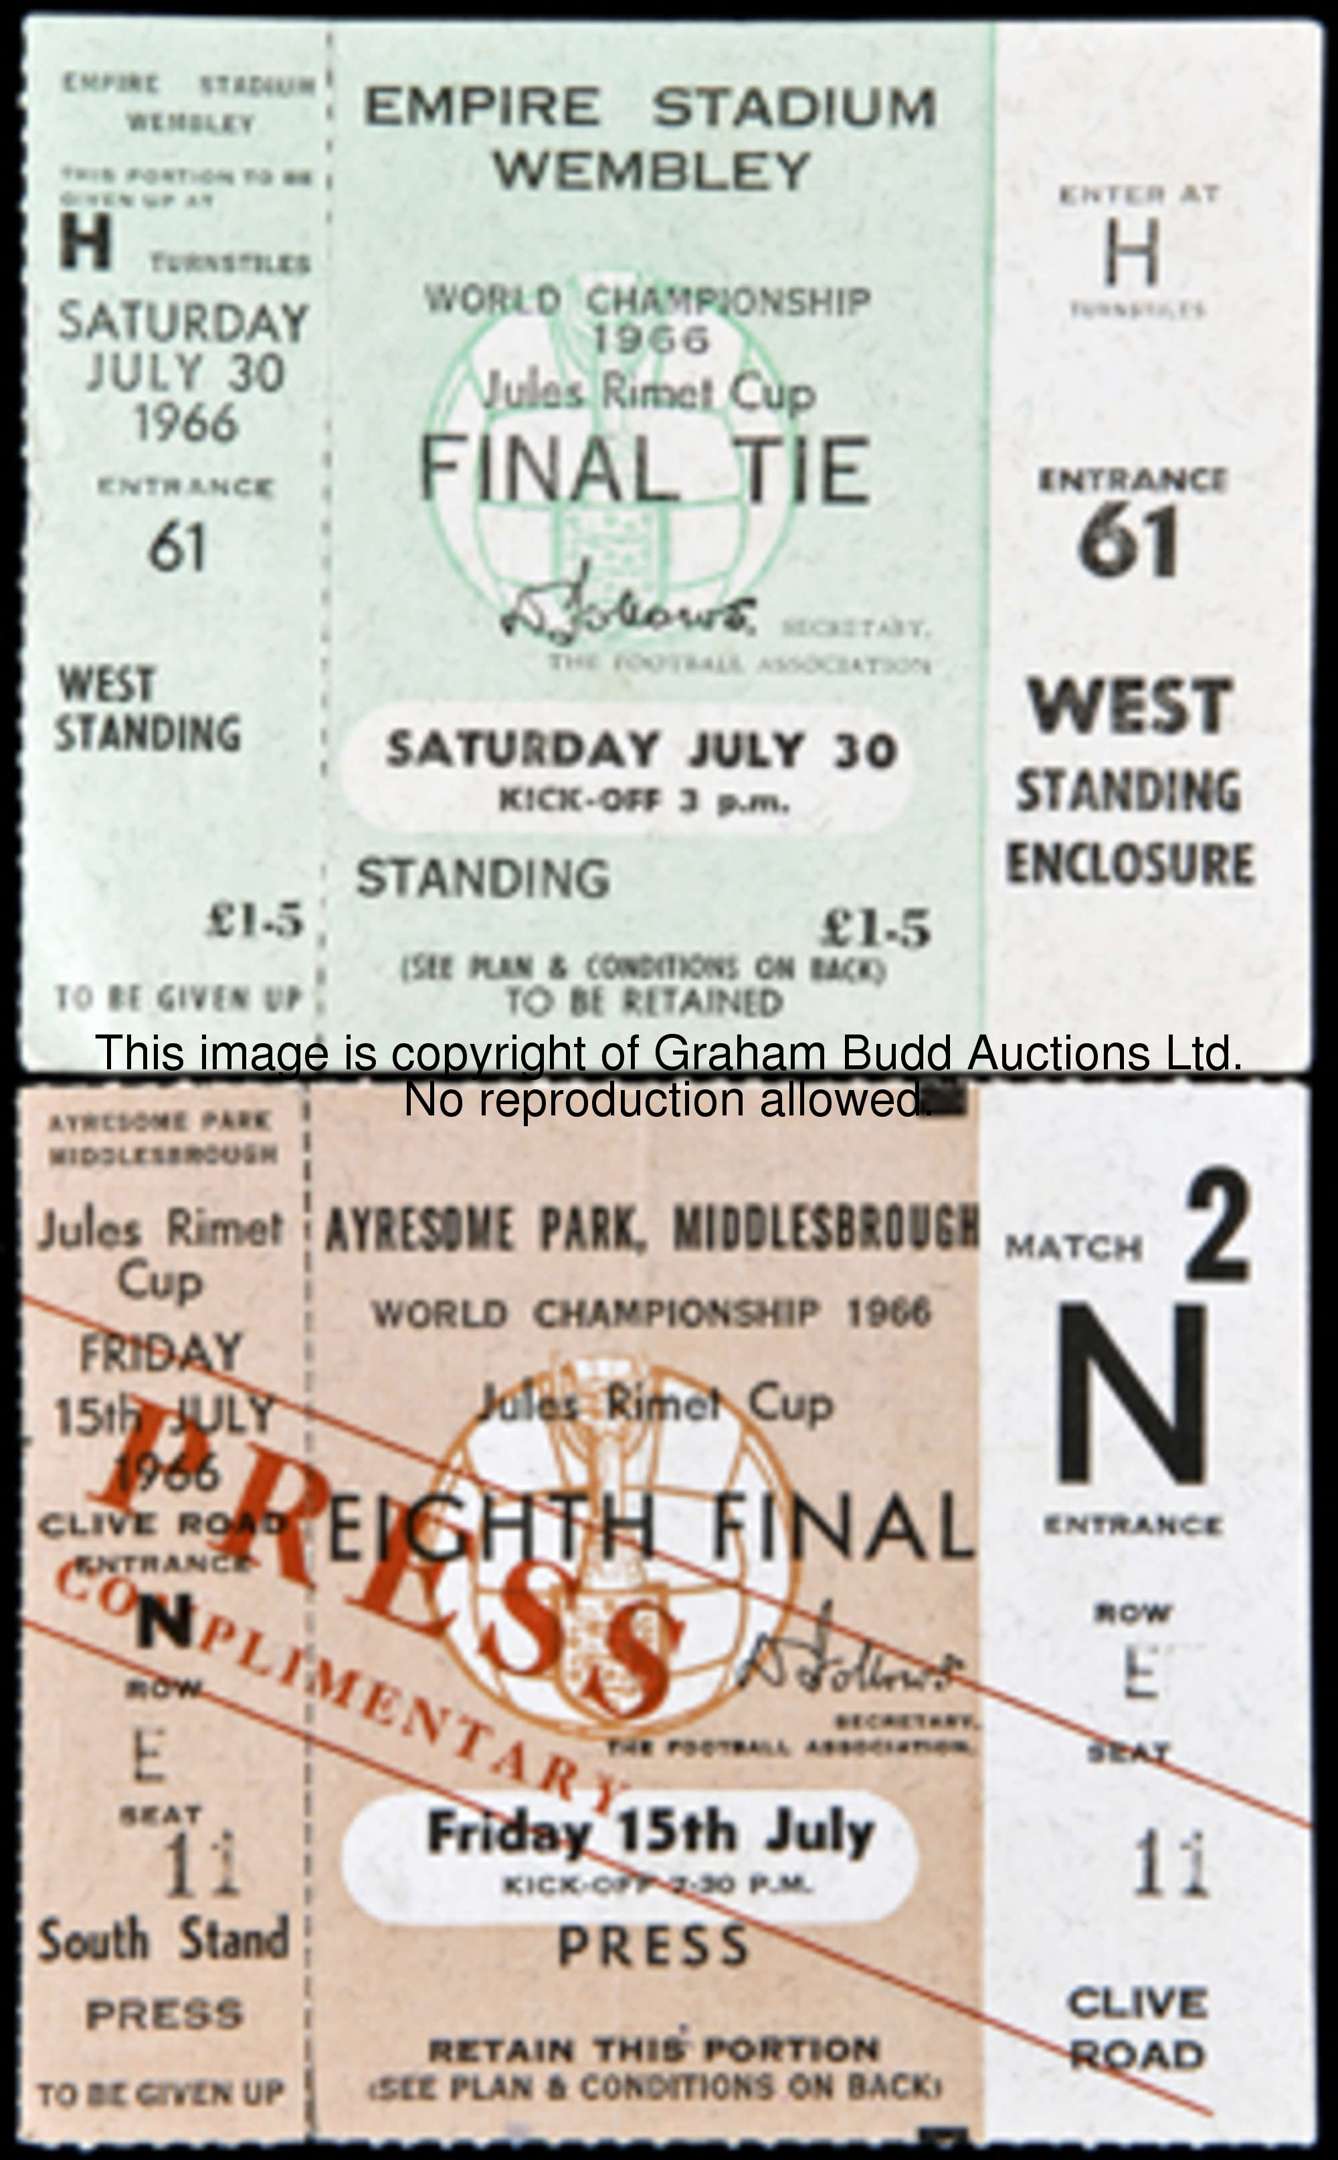 EMPIRE STADIUM
WEMBLEY
THIS PORTION TO BE
GIVEN UP AT
H TURNSTILES
SATURDAY
JULY 30
1966
ENTRANCE
61
WEST
STANDING
£1-5
TO BE GIVEN UP
EMPIRE STADIUM
WEMBLEY
WORLD CHAMPIONSHIP
1966
Jules Rimet Cup
FINAL TIE
D Follows.
SECRETARY,
THE FOOTBALL ASSOCIATION
SATURDAY JULY 30
KICK-OFF 3 p.m.
STANDING
£1-5
(SEE PLAN & CONDITIONS ON BACK)
TO BE RETAINED
ENTER AT
H
TURNSTILES
ENTRANCE
61
WEST
STANDING
ENCLOSURE
This image is copyright of Graham Budd Auctions Ltd.
No reproduction allowed.
AYRESOME PARK
MIDDLESBROUGH
Jules Rimet
Cup
FRIDAY
15th JULY
1966
CLIVE ROAD
ENTRANCE
N
ROW
E
SEAT
11
South Stand
PRESS
TO BE GIVEN UP
PRESS
COMPLIMENTARY
AYRESOME PARK, MIDDLESBROUGH
WORLD CHAMPIONSHIP 1966
Jules Rimet Cup
EIGHTH FINAL
D Follows
SECRETARY,
THE FOOTBALL ASSOCIATION.
Friday 15th July
KICK-OFF 7-30 P.M.
PRESS
RETAIN THIS PORTION
(SEE PLAN & CONDITIONS ON BACK)
MATCH 2
N
ENTRANCE
ROW
E
SEAT
11
CLIVE
ROAD